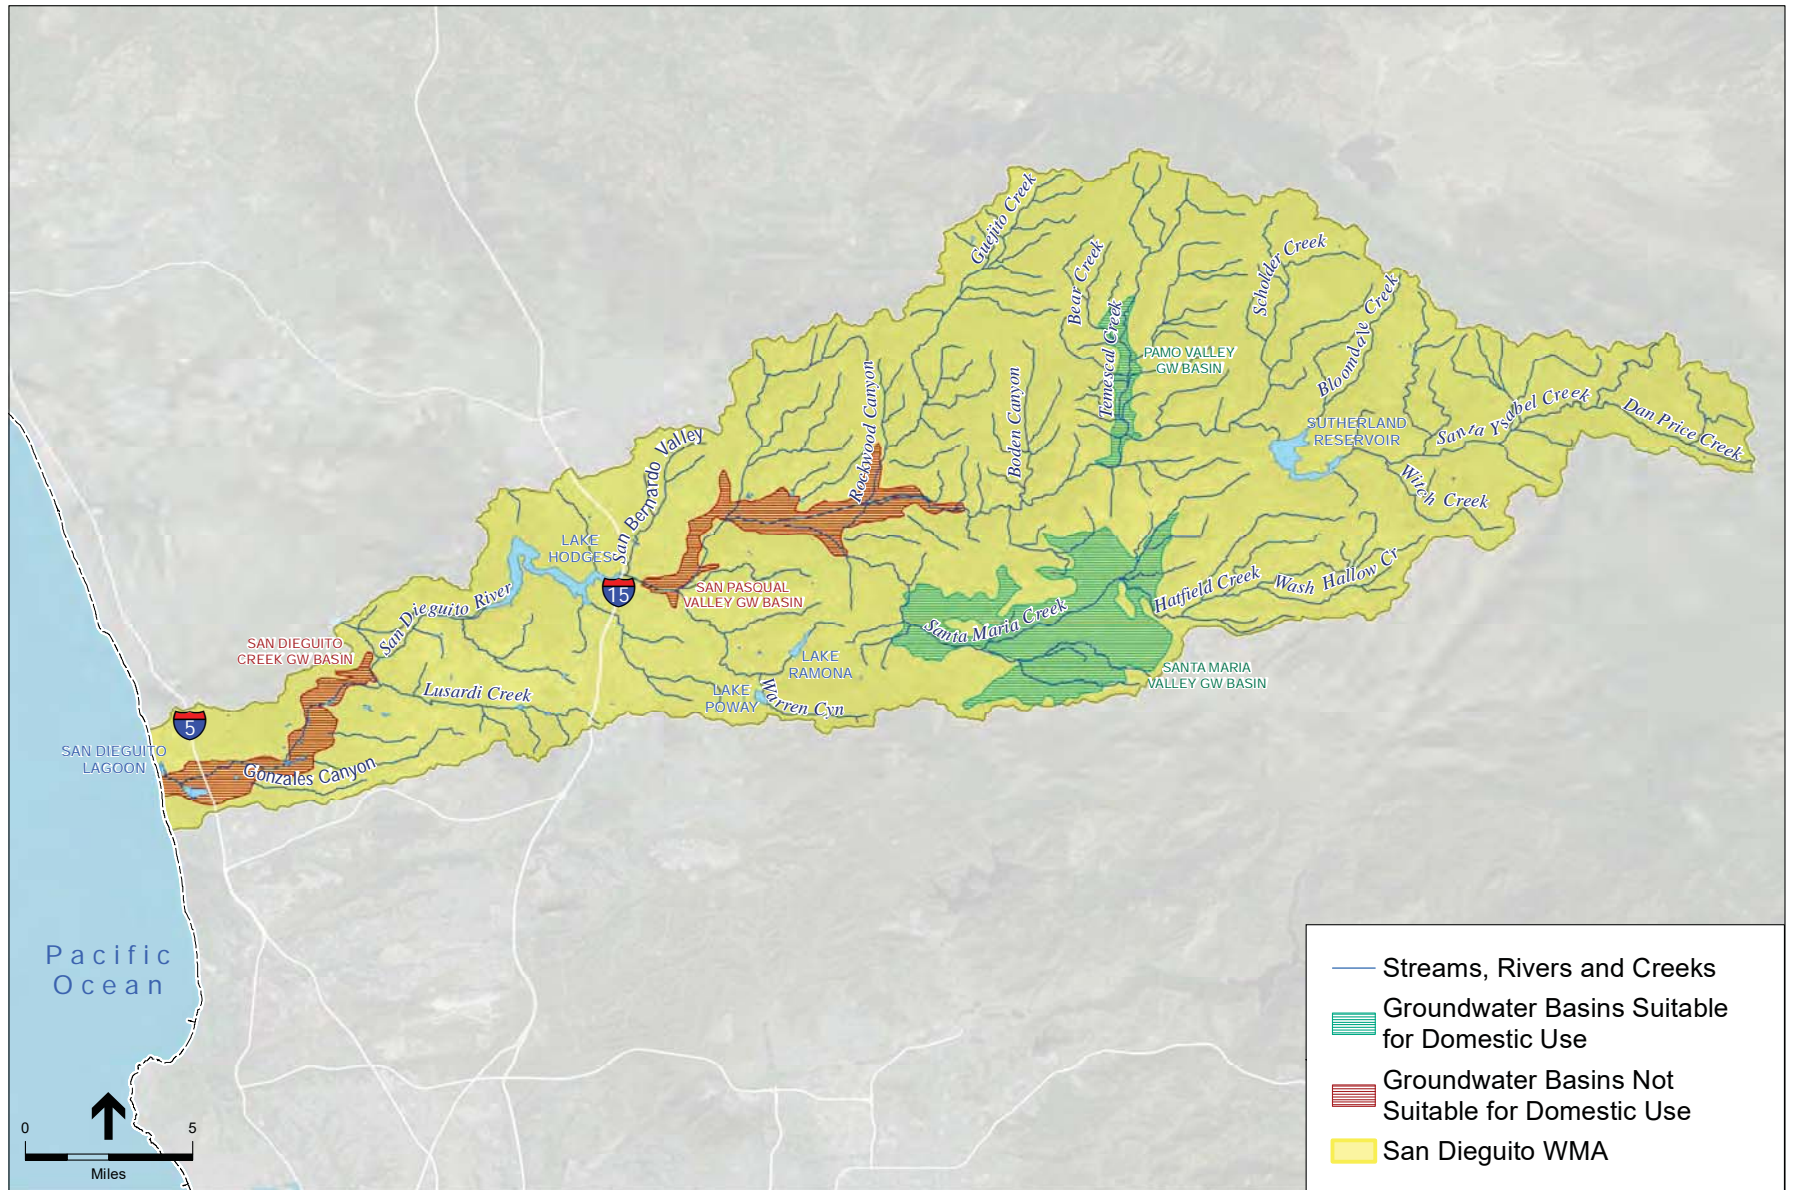 Guejito Creek
Bear Creek
Scholder Creek
Bloomdale Creek
Temescal Creek
PAMO VALLEY
GW BASIN
Rockwood Canyon
Boden Canyon
SUTHERLAND
RESERVOIR
Santa Ysabel Creek
Dan Price Creek
Witch Creek
San Bernardo Valley
LAKE
HODGES
15
SAN PASQUAL
VALLEY GW BASIN
San Dieguito River
Hatfield Creek
Wash Hallow Cr
Santa Maria Creek
SAN DIEGUITO
CREEK GW BASIN
LAKE
RAMONA
SANTA MARIA
VALLEY GW BASIN
Lusardi Creek
LAKE
POWAY
Warren Cyn
5
SAN DIEGUITO
LAGOON
Gonzales Canyon
Pacific
Ocean
0 5
Miles
Streams, Rivers and Creeks
Groundwater Basins Suitable
for Domestic Use
Groundwater Basins Not
Suitable for Domestic Use
San Dieguito WMA